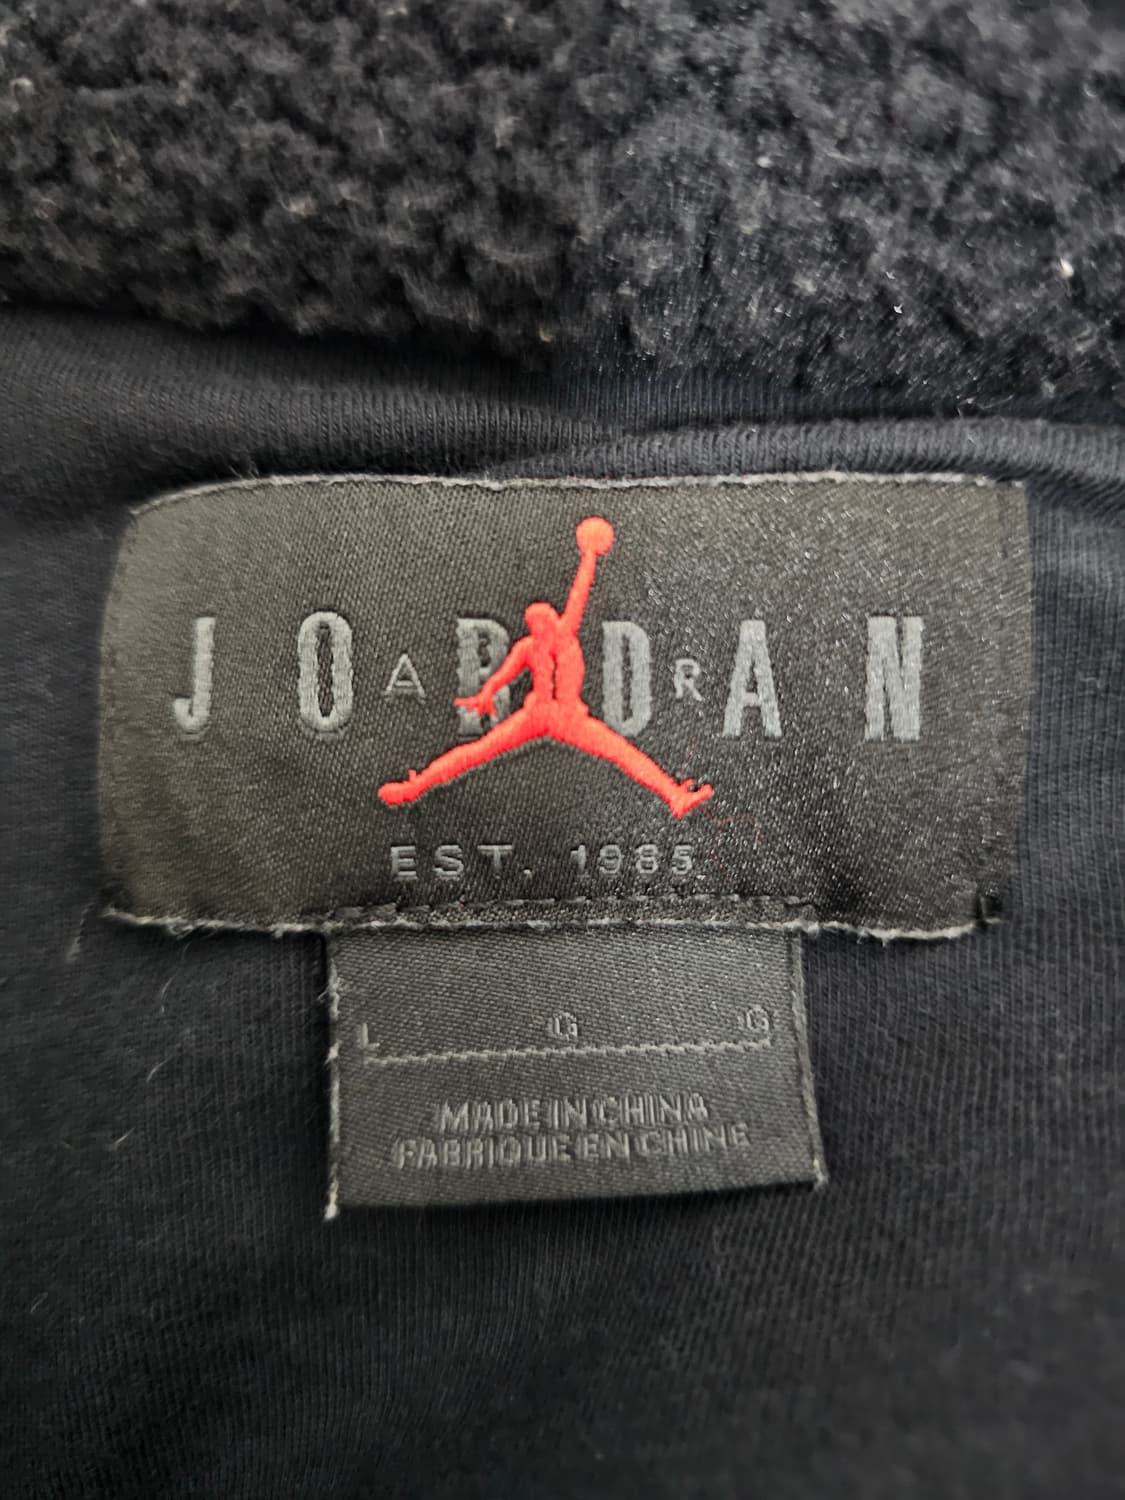 JORDAN
AIR
EST. 1985
L G G
MADE IN CHINA
FABRIQUE EN CHINE